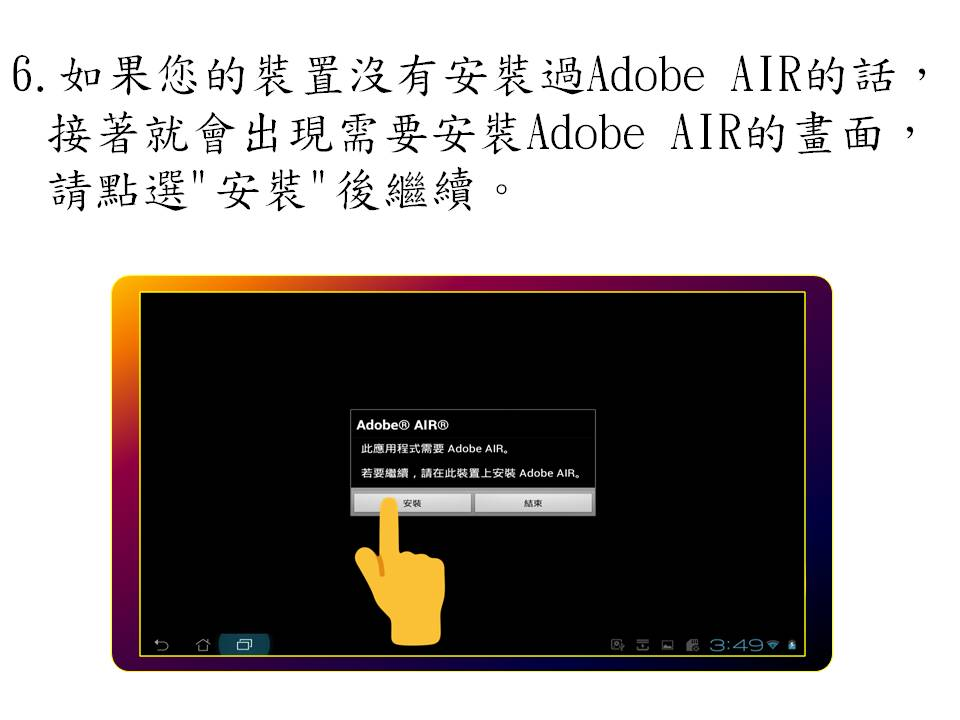 6.如果您的裝置沒有安裝過Adobe AIR的話，
接著就會出現需要安裝Adobe AIR的畫面，
請點選"安裝"後繼續。
Adobe® AIR®
此應用程式需要 Adobe AIR。
若要繼續，請在此裝置上安裝 Adobe AIR。
安裝
結束
3:49